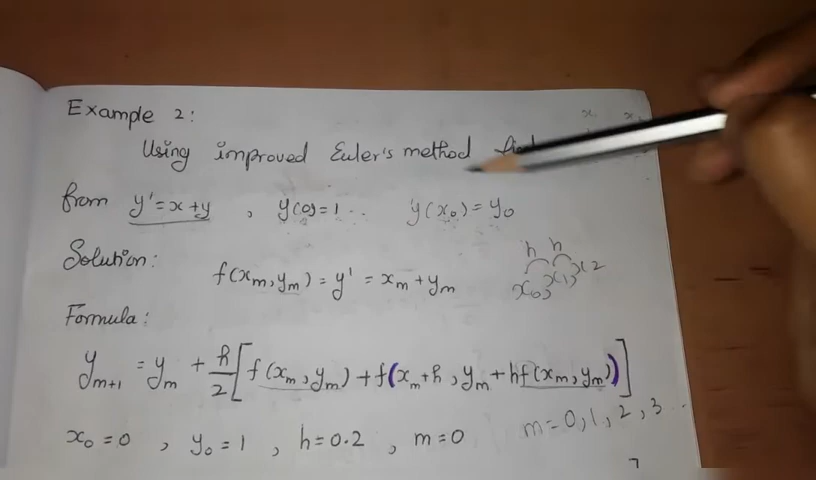 Example 2:
Using improved Euler's method
from y' = x+y , y(0)=1 .. y(x₀) = y₀
h h
x₀, x₁, x2
Solution:
f(xₘ,yₘ) = y' = xₘ+yₘ
Formula:
yₘ₊₁ = yₘ + h/2 [f(xₘ,yₘ)+f(xₘ+h, yₘ+hf(xₘ,yₘ))]
x₀=0 , y₀=1 , h=0.2 , m=0
m=0,1,2,3..